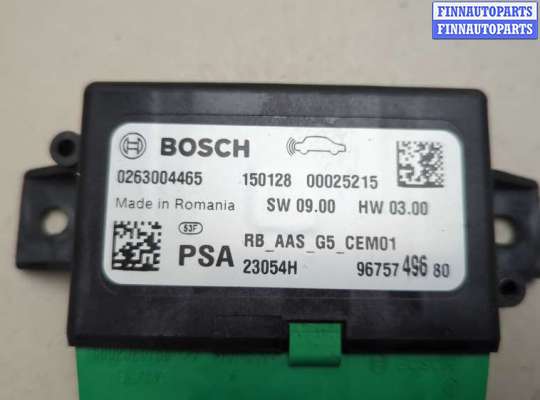 FINNAUTOPARTS
FINNAUTOPARTS
BOSCH
0263004465 150128 00025215
Made in Romania SW 09.00 HW 03.00
53F
PSA RB_AAS_G5_CEM01
23054H 96757 496 80